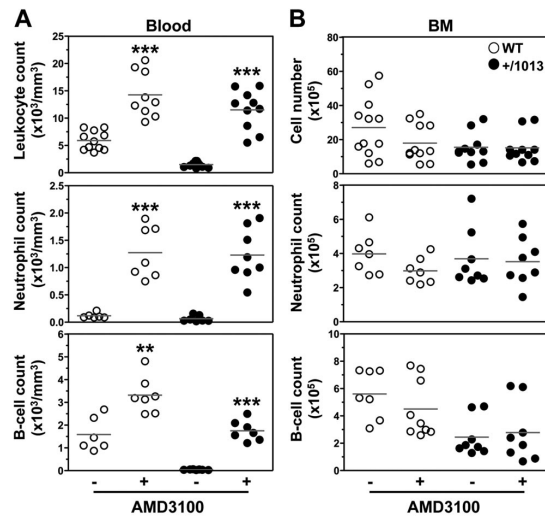 A
Blood
Leukocyte count
(x10³/mm³)
25
20
15
10
5
0
***
***
Neutrophil count
(x10³/mm³)
2.0
1.5
1.0
0.5
0.0
***
***
B-cell count
(x10³/mm³)
6
5
4
3
2
1
0
**
***
- + - +
AMD3100
B
BM
WT
+/1013
Cell number
(x10⁵)
80
60
40
20
0
Neutrophil count
(x10⁵)
8
6
4
2
0
B-cell count
(x10⁵)
10
8
6
4
2
0
- + - +
AMD3100